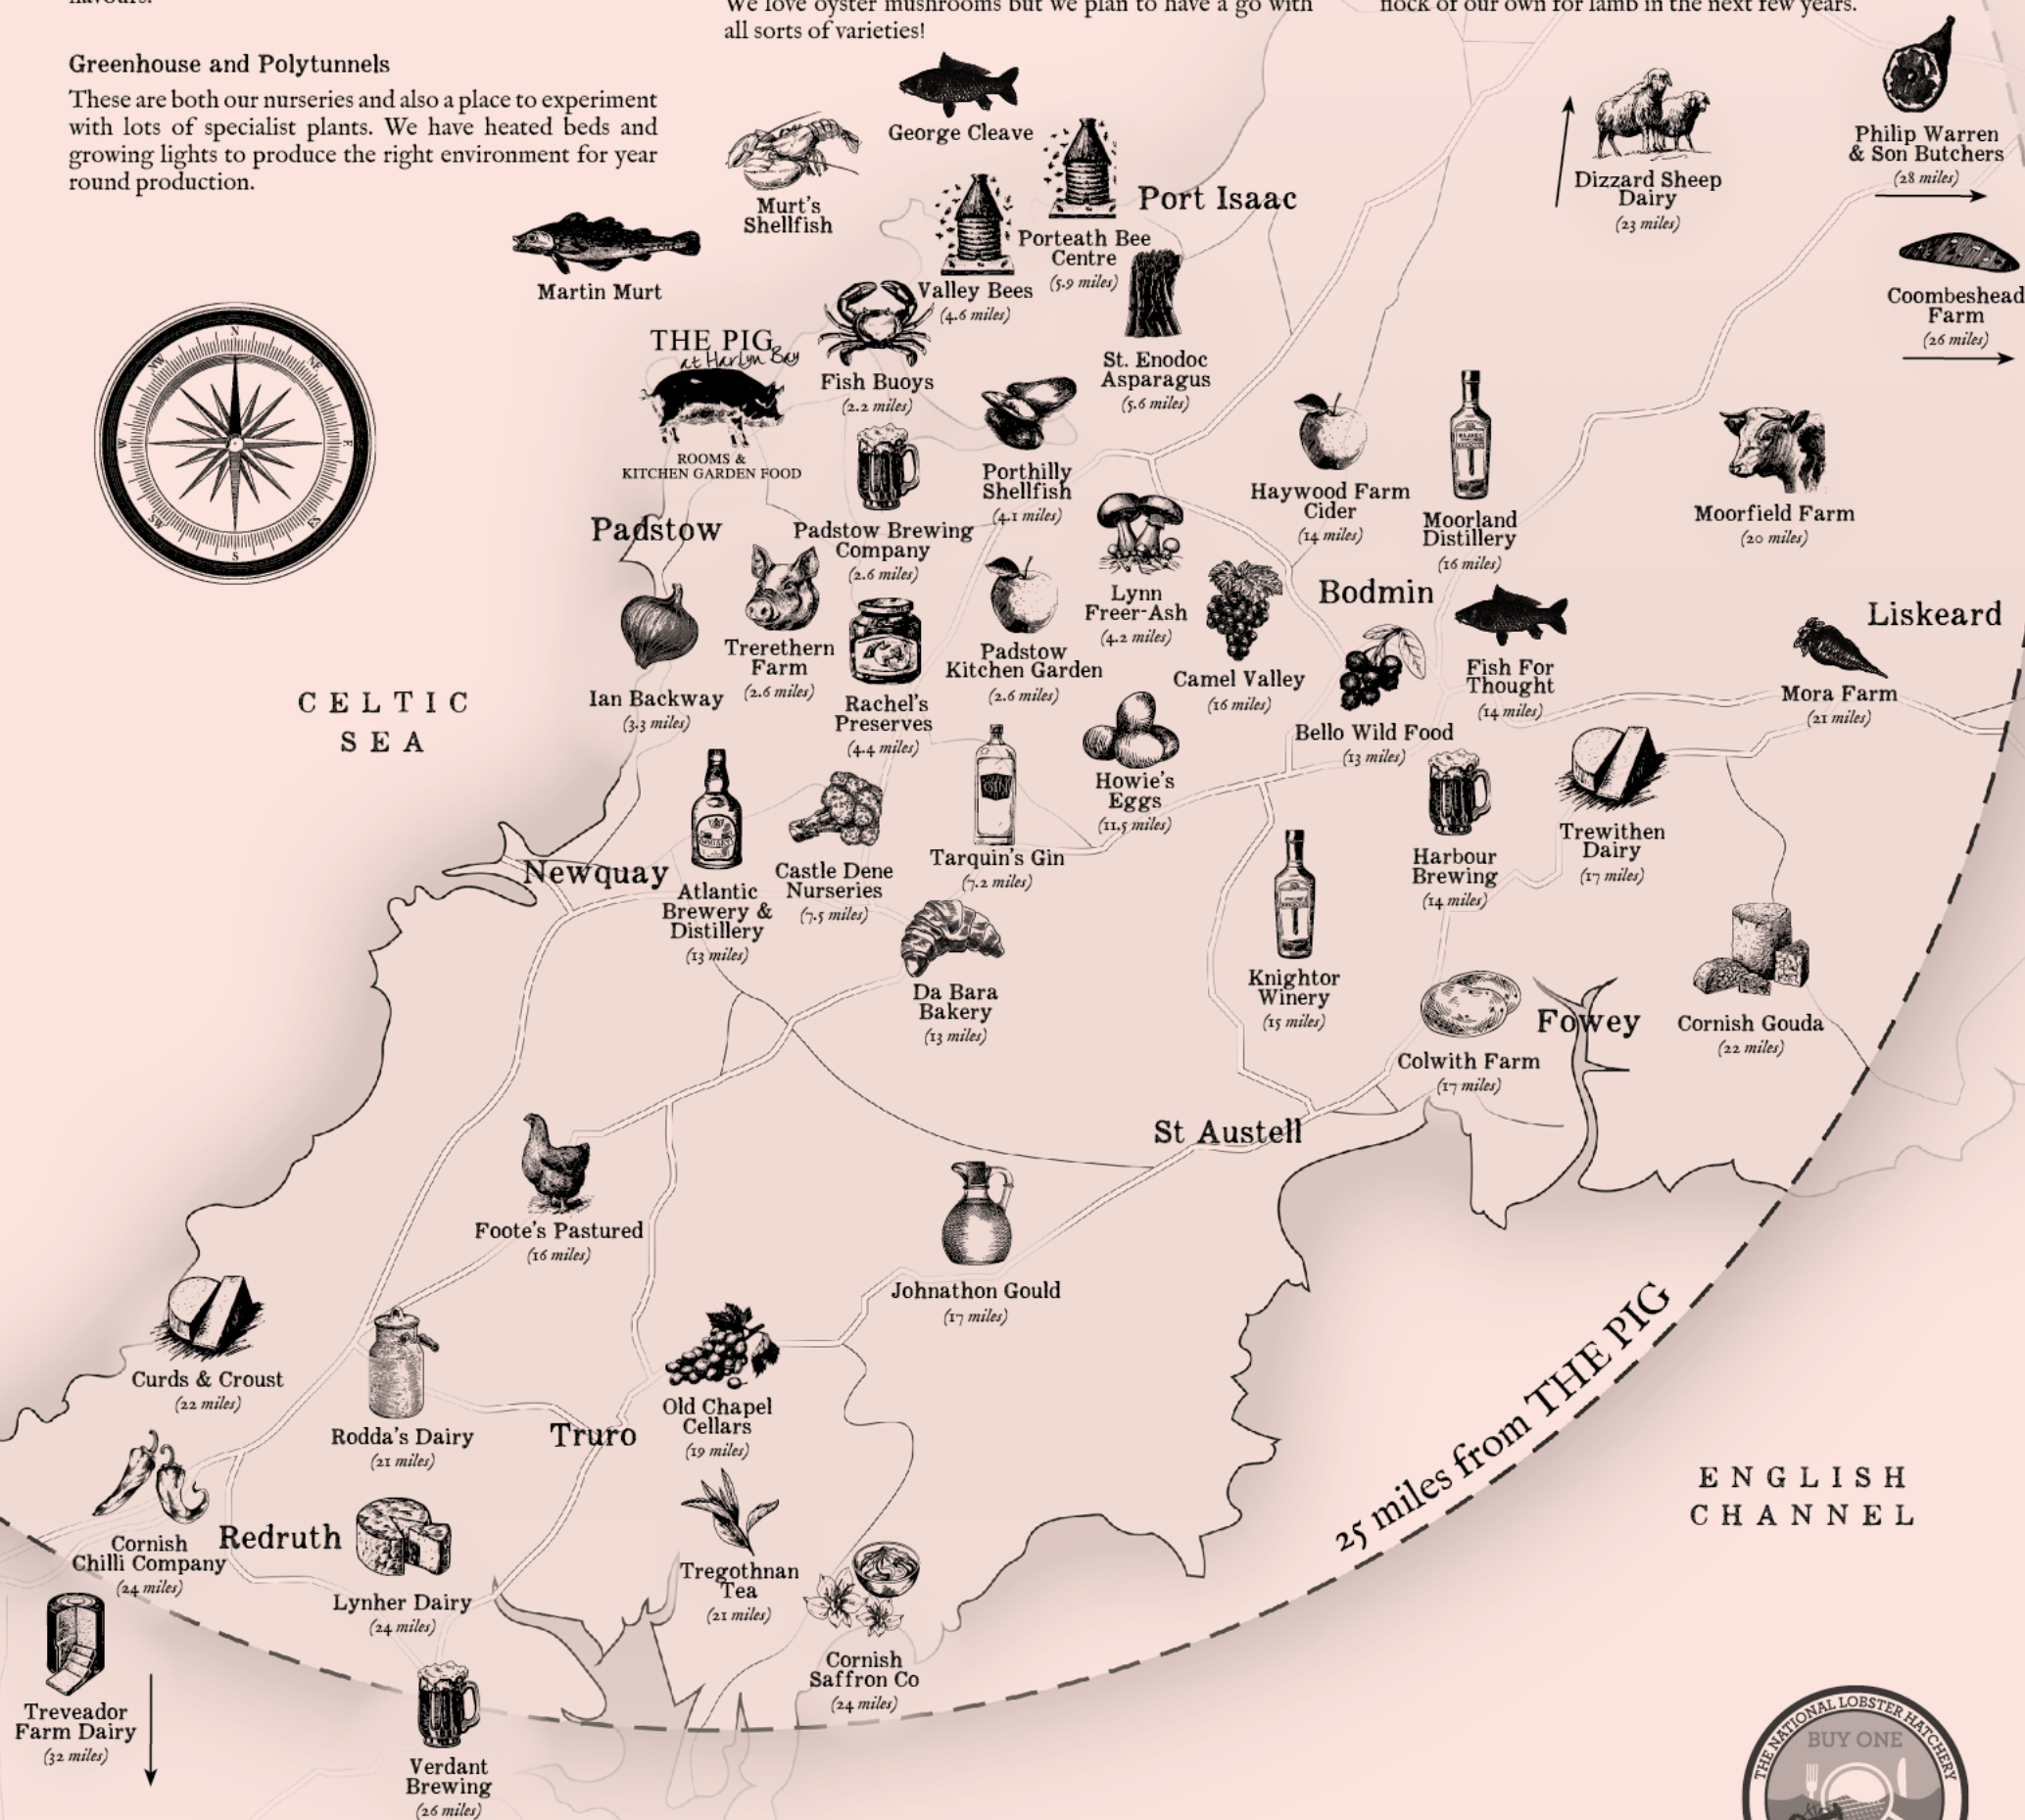 flavours.
We love oyster mushrooms but we plan to have a go with
all sorts of varieties!
flock of our own for lamb in the next few years.
Greenhouse and Polytunnels
These are both our nurseries and also a place to experiment
with lots of specialist plants. We have heated beds and
growing lights to produce the right environment for year
round production.
George Cleave
Murt's
Shellfish
Martin Murt
Port Isaac
Porteath Bee
Centre
(5.9 miles)
Valley Bees
(4.6 miles)
Dizzard Sheep
Dairy
(23 miles)
Philip Warren
& Son Butchers
(28 miles)
Coombeshead
Farm
(26 miles)
N
NE
E
ES
S
SW
W
NW
THE PIG
at Harlyn Bay
ROOMS &
KITCHEN GARDEN FOOD
Fish Buoys
(2.2 miles)
St. Enodoc
Asparagus
(5.6 miles)
Porthilly
Shellfish
(4.1 miles)
Haywood Farm
Cider
(14 miles)
Moorland
Distillery
(16 miles)
Moorfield Farm
(20 miles)
Padstow
Padstow Brewing
Company
(2.6 miles)
Lynn
Freer-Ash
(4.2 miles)
Bodmin
Liskeard
Trerethern
Farm
(2.6 miles)
Padstow
Kitchen Garden
(2.6 miles)
Camel Valley
(16 miles)
Fish For
Thought
(14 miles)
Mora Farm
(21 miles)
Ian Backway
(3.3 miles)
Rachel's
Preserves
(4.4 miles)
Bello Wild Food
(13 miles)
CELTIC
SEA
Howie's
Eggs
(11.5 miles)
GIN
Tarquin's Gin
(7.2 miles)
Harbour
Brewing
(14 miles)
Trewithen
Dairy
(17 miles)
Newquay
Atlantic
Brewery &
Distillery
(13 miles)
Castle Dene
Nurseries
(7.5 miles)
Da Bara
Bakery
(13 miles)
Knightor
Winery
(15 miles)
Colwith Farm
(17 miles)
Fowey
Cornish Gouda
(22 miles)
St Austell
Foote's Pastured
(16 miles)
Johnathon Gould
(17 miles)
Curds & Croust
(22 miles)
Rodda's Dairy
(21 miles)
Truro
Old Chapel
Cellars
(19 miles)
25 miles from THE PIG
ENGLISH
CHANNEL
Cornish
Chilli Company
(24 miles)
Redruth
Lynher Dairy
(24 miles)
Tregothnan
Tea
(21 miles)
Cornish
Saffron Co
(24 miles)
Treveador
Farm Dairy
(32 miles)
Verdant
Brewing
(26 miles)
THE NATIONAL LOBSTER HATCHERY
BUY ONE